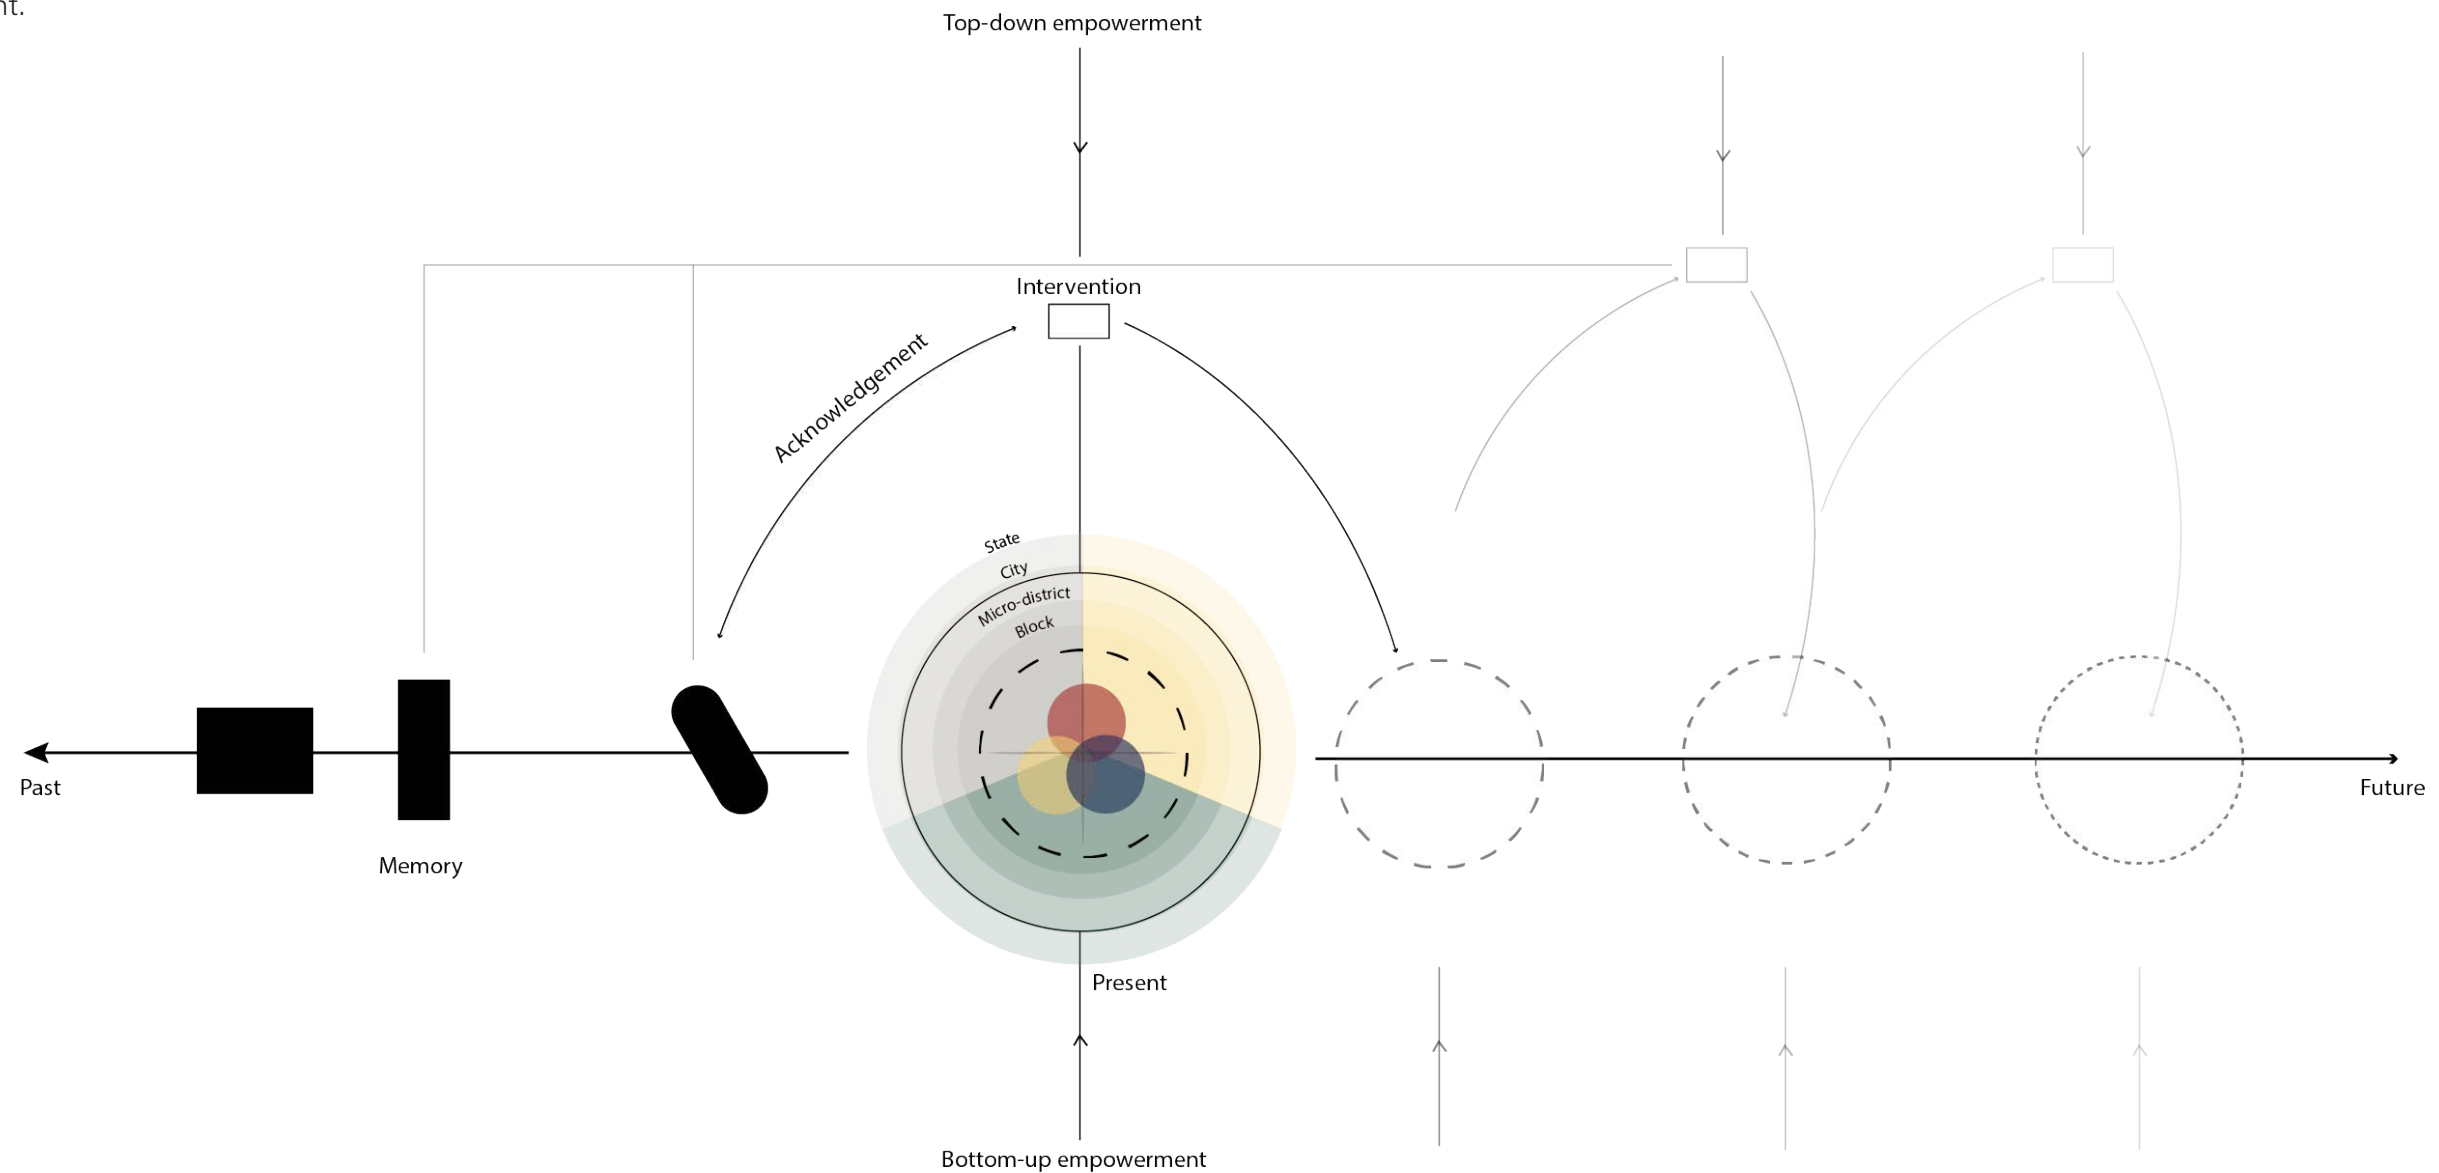 nt.
Top-down empowerment
Intervention
Acknowledgement
State
City
Micro-district
Block
Past
Future
Memory
Present
Bottom-up empowerment